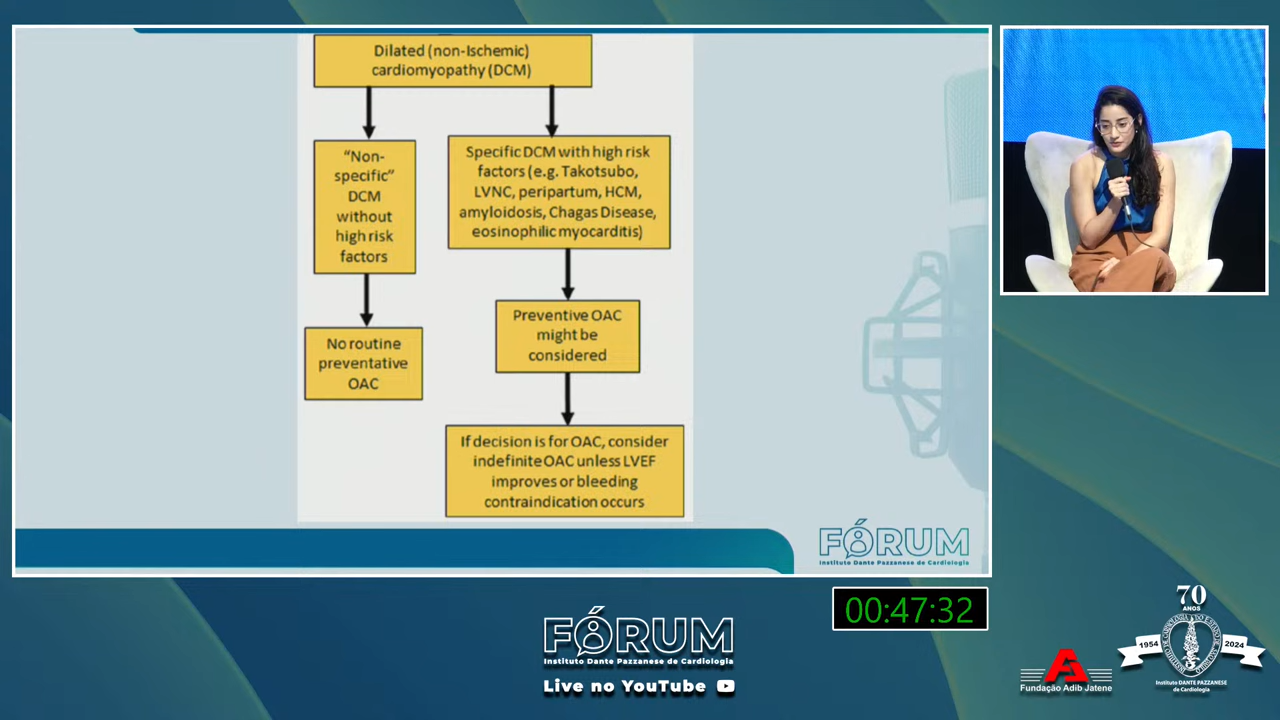 Dilated (non-Ischemic)
cardiomyopathy (DCM)
“Non-
specific”
DCM
without
high risk
factors
No routine
preventative
OAC
Specific DCM with high risk
factors (e.g. Takotsubo,
LVNC, peripartum, HCM,
amyloidosis, Chagas Disease,
eosinophilic myocarditis)
Preventive OAC
might be
considered
If decision is for OAC, consider
indefinite OAC unless LVEF
improves or bleeding
contraindication occurs
FÓRUM
Instituto Dante Pazzanese de Cardiologia
00:47:32
FÓRUM
Instituto Dante Pazzanese de Cardiologia
Live no YouTube
Fundação Adib Jatene
70
ANOS
1954
2024
Instituto DANTE PAZZANESE
de Cardiologia